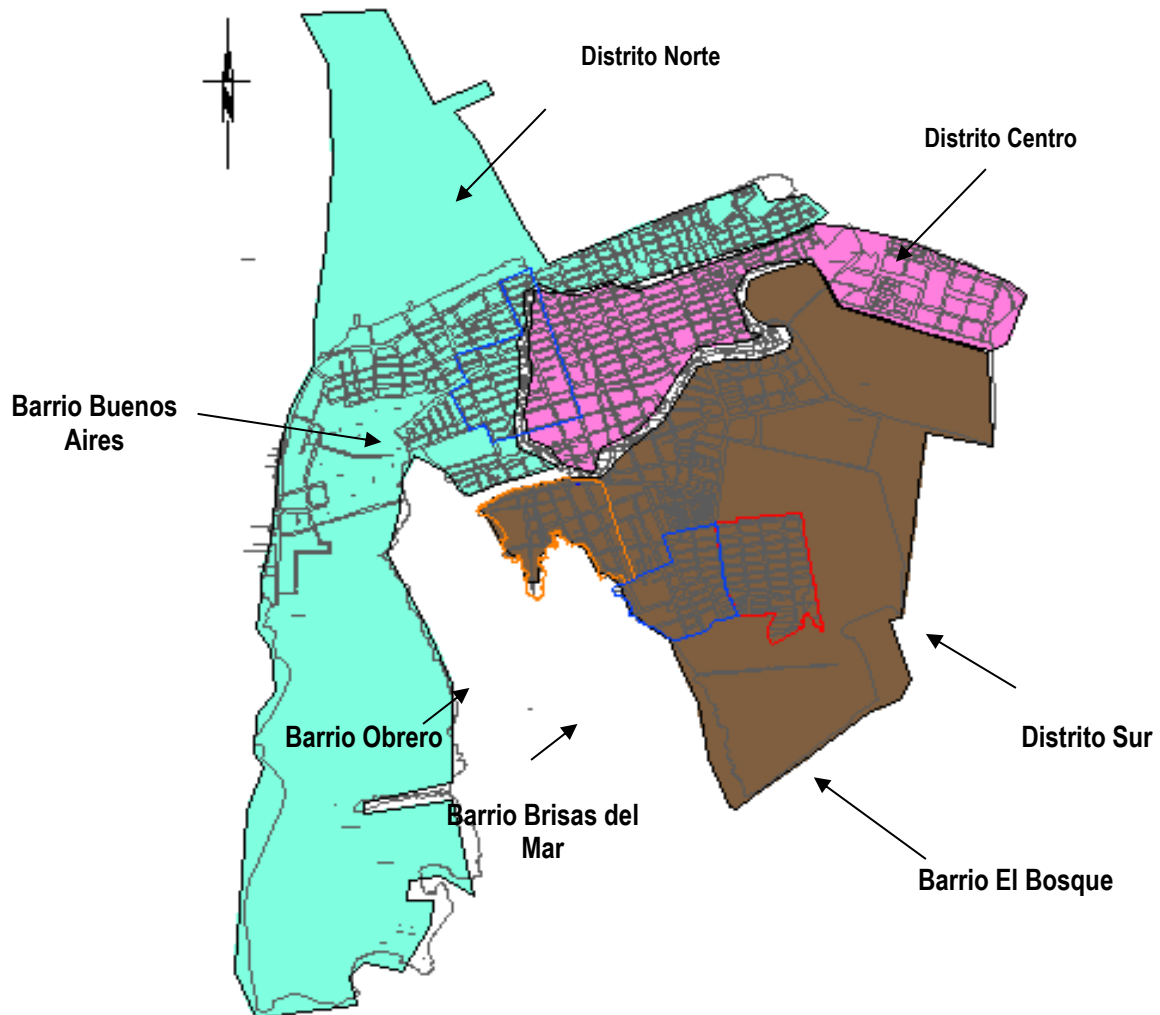 Distrito Norte
Distrito Centro
Barrio Buenos
Aires
Barrio Obrero
Distrito Sur
Barrio Brisas del
Mar
Barrio El Bosque